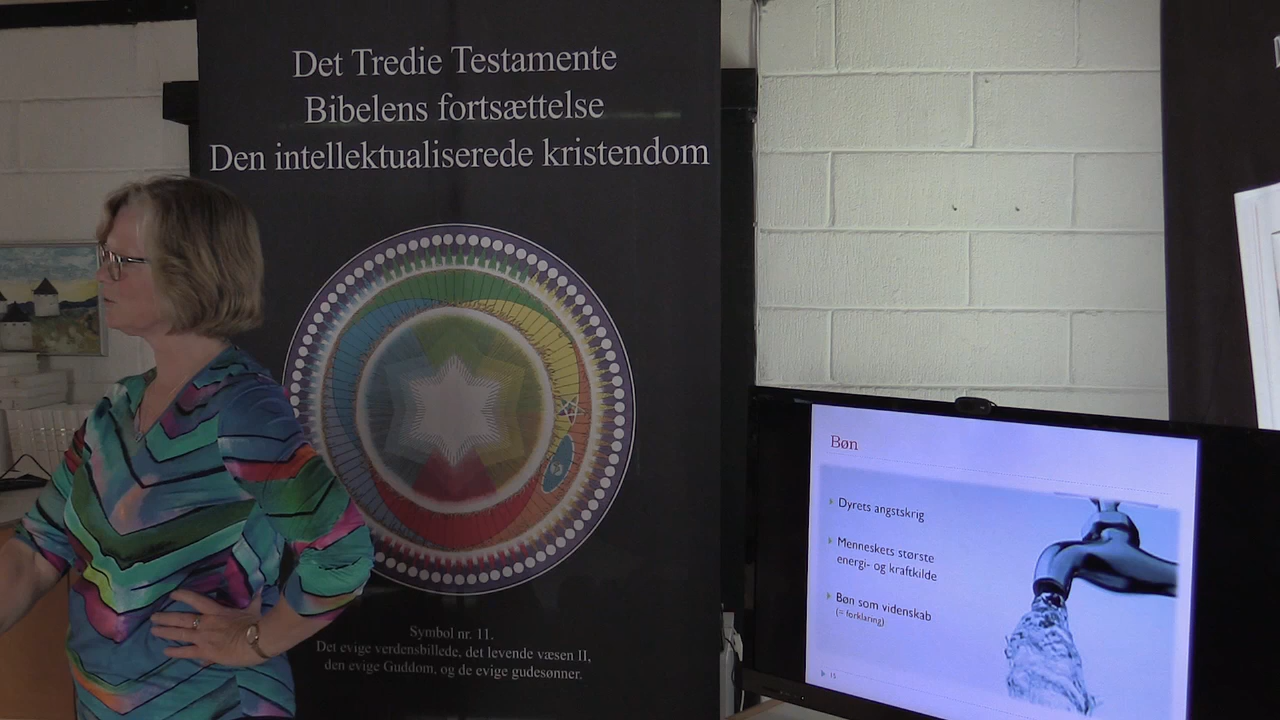 Det Tredie Testamente
Bibelens fortsættelse
Den intellektualiserede kristendom
Symbol nr. 11.
Det evige verdensbillede, det levende væsen II,
den evige Guddom, og de evige gudesønner.
Bøn
Dyrets angstskrig
Menneskets største
energi- og kraftkilde
Bøn som videnskab
(= forklaring)
15